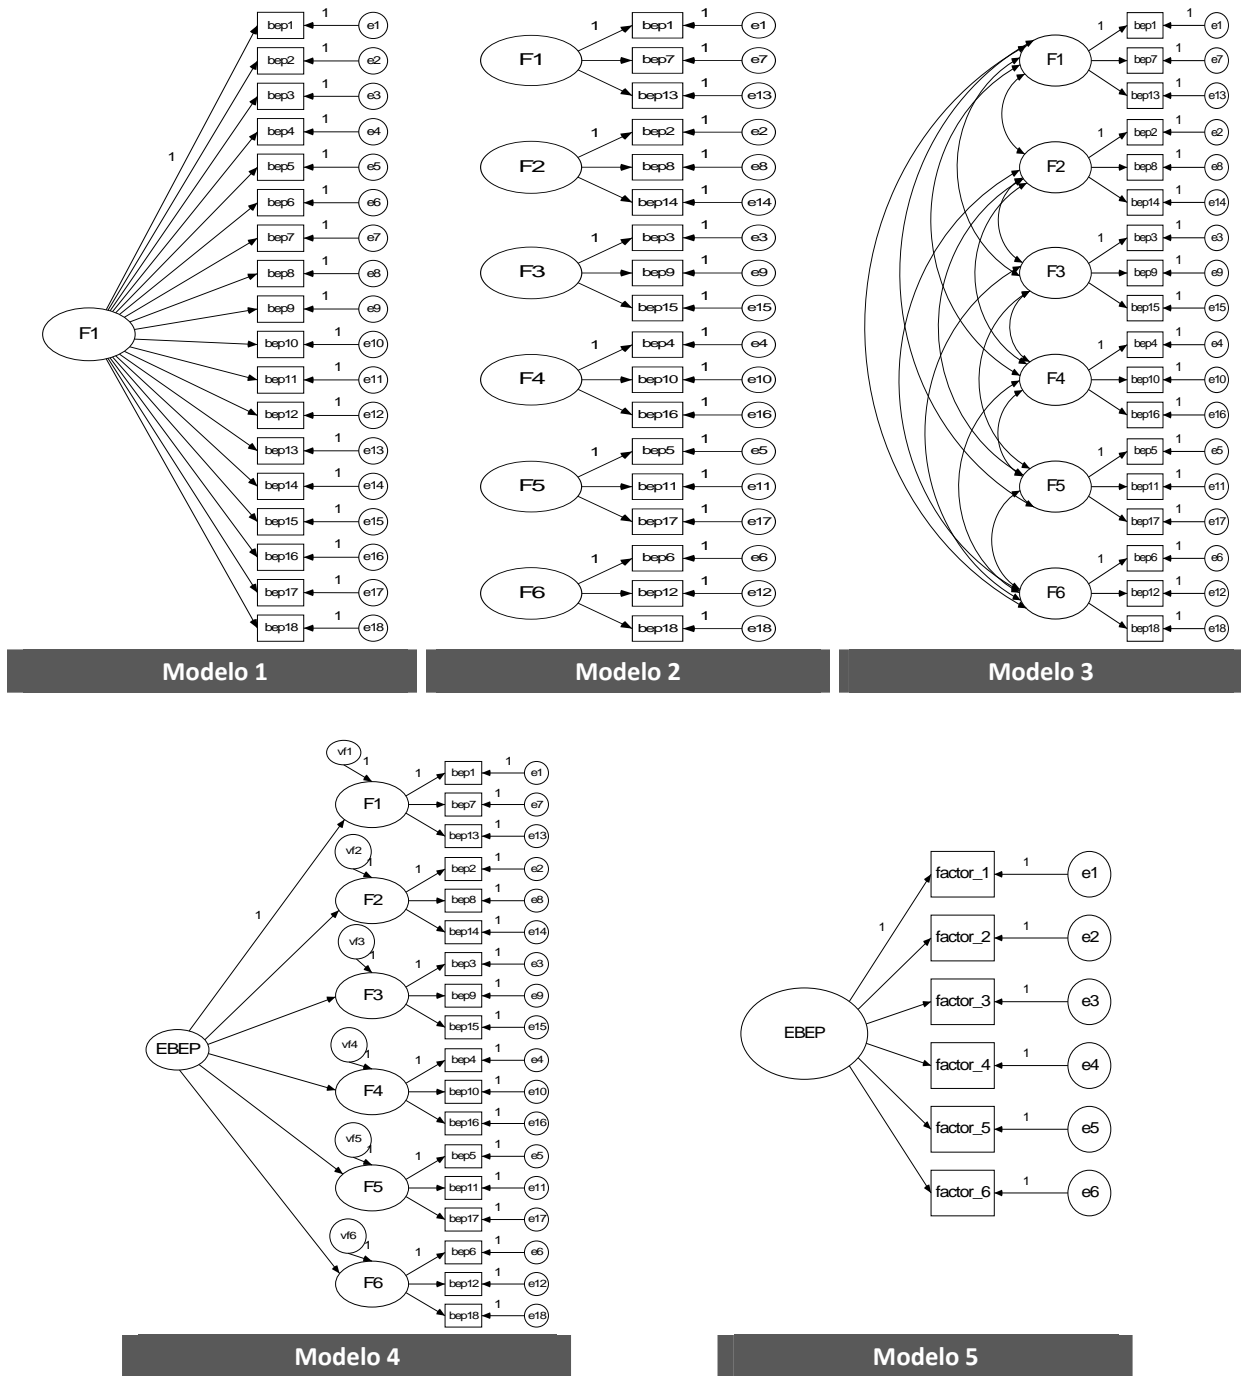 1
bep1 1 e1
bep2 1 e2
bep3 1 e3
bep4 1 e4
bep5 1 e5
bep6 1 e6
bep7 1 e7
bep8 1 e8
bep9 1 e9
bep10 1 e10
bep11 1 e11
bep12 1 e12
bep13 1 e13
bep14 1 e14
bep15 1 e15
bep16 1 e16
bep17 1 e17
bep18 1 e18
F1
Modelo 1
F1 1 bep1 1 e1
bep7 1 e7
bep13 1 e13
F2 1 bep2 1 e2
bep8 1 e8
bep14 1 e14
F3 1 bep3 1 e3
bep9 1 e9
bep15 1 e15
F4 1 bep4 1 e4
bep10 1 e10
bep16 1 e16
F5 1 bep5 1 e5
bep11 1 e11
bep17 1 e17
F6 1 bep6 1 e6
bep12 1 e12
bep18 1 e18
Modelo 2
F1 1 bep1 1 e1
bep7 1 e7
bep13 1 e13
F2 1 bep2 1 e2
bep8 1 e8
bep14 1 e14
F3 1 bep3 1 e3
bep9 1 e9
bep15 1 e15
F4 1 bep4 1 e4
bep10 1 e10
bep16 1 e16
F5 1 bep5 1 e5
bep11 1 e11
bep17 1 e17
F6 1 bep6 1 e6
bep12 1 e12
bep18 1 e18
Modelo 3
EBEP
1
vf1 1
F1 1 bep1 1 e1
bep7 1 e7
bep13 1 e13
vf2 1
F2 1 bep2 1 e2
bep8 1 e8
bep14 1 e14
vf3 1
F3 1 bep3 1 e3
bep9 1 e9
bep15 1 e15
vf4 1
F4 1 bep4 1 e4
bep10 1 e10
bep16 1 e16
vf5 1
F5 1 bep5 1 e5
bep11 1 e11
bep17 1 e17
vf6 1
F6 1 bep6 1 e6
bep12 1 e12
bep18 1 e18
Modelo 4
EBEP
1
factor_1 1 e1
factor_2 1 e2
factor_3 1 e3
factor_4 1 e4
factor_5 1 e5
factor_6 1 e6
Modelo 5